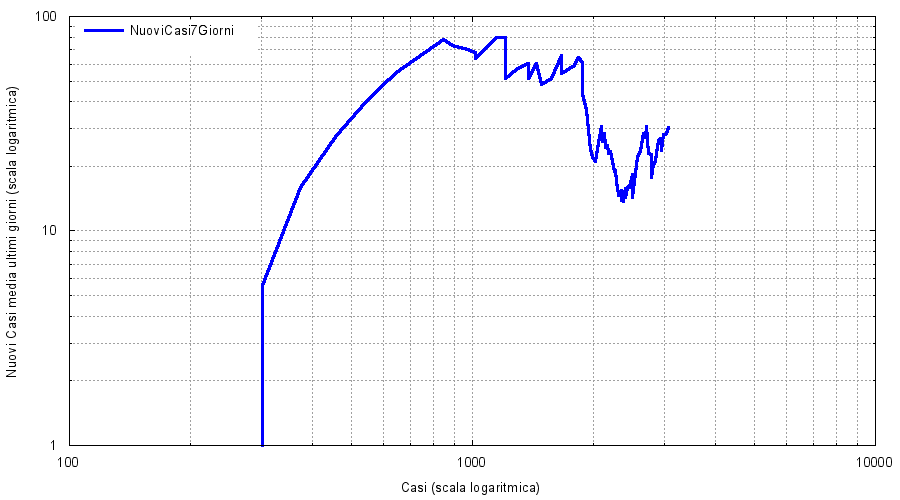 NuoviCasi7Giorni
100
10
1
Nuovi Casi media ultimi giorni (scala logaritmica)
100
1000
10000
Casi (scala logaritmica)